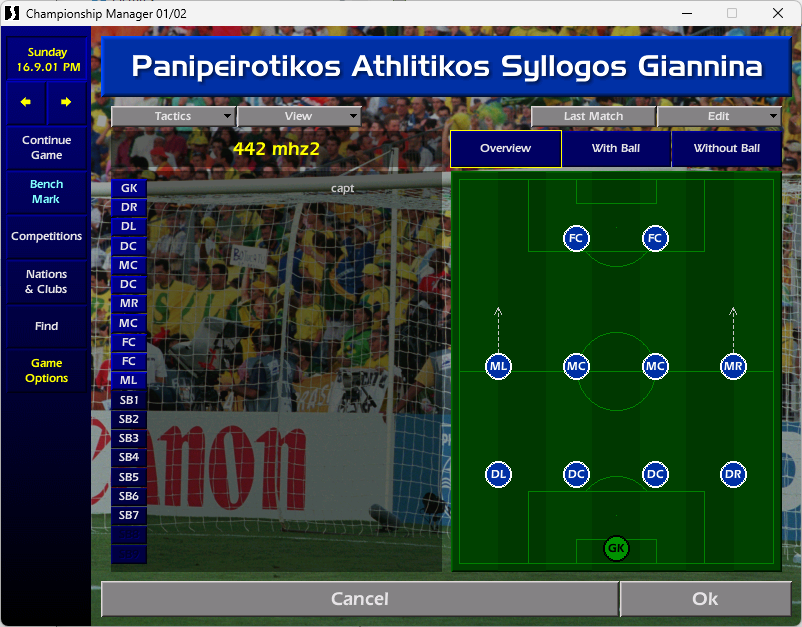 Championship Manager 01/02
Sunday
16.9.01 PM
Continue
Game
Bench
Mark
Competitions
Nations
& Clubs
Find
Game
Options
Panipeirotikos Athlitikos Syllogos Giannina
Tactics
View
Last Match
Edit
442 mhz2
Overview
With Ball
Without Ball
GK
capt
DR
DL
DC
MC
DC
MR
MC
FC
FC
ML
SB1
SB2
SB3
SB4
SB5
SB6
SB7
FC FC
ML MC MC MR
DL DC DC DR
GK
anon
Cancel
Ok